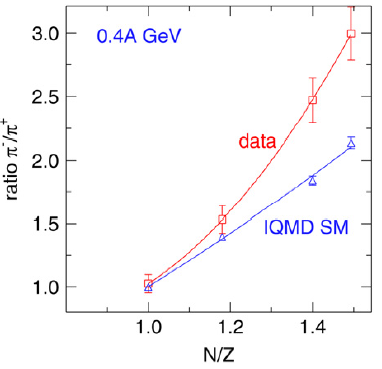 0.4A GeV
3.0
2.5
2.0
1.5
1.0
ratio π⁻/π⁺
data
IQMD SM
1.0 1.2 1.4
N/Z